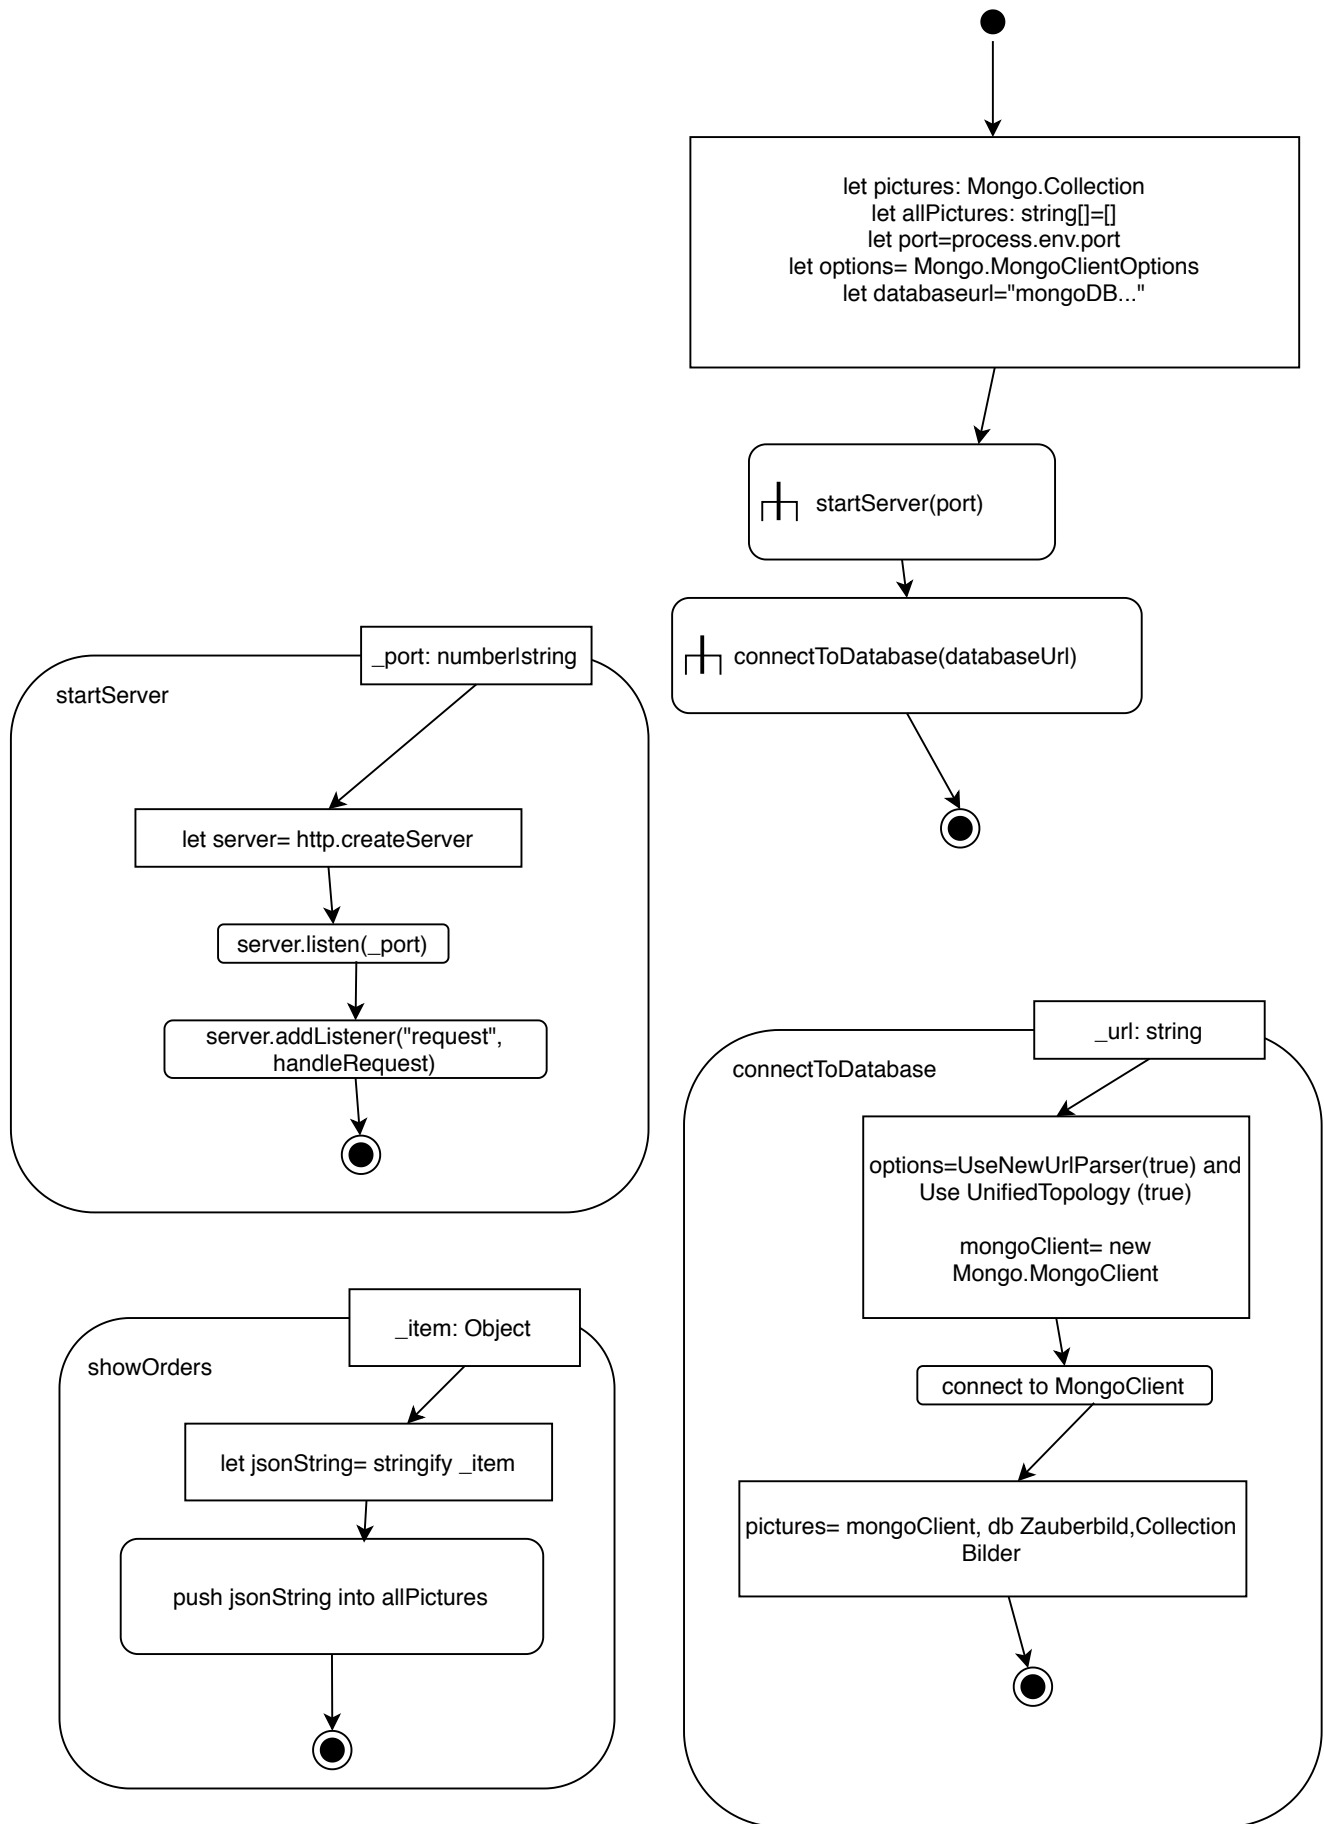 let pictures: Mongo.Collection
let allPictures: string[]=[]
let port=process.env.port
let options= Mongo.MongoClientOptions
let databaseurl="mongoDB..."
startServer(port)
connectToDatabase(databaseUrl)
_port: number|string
startServer
let server= http.createServer
server.listen(_port)
server.addListener("request",
handleRequest)
_url: string
connectToDatabase
options=UseNewUrlParser(true) and
Use UnifiedTopology (true)
mongoClient= new
Mongo.MongoClient
connect to MongoClient
pictures= mongoClient, db Zauberbild,Collection
Bilder
_item: Object
showOrders
let jsonString= stringify _item
push jsonString into allPictures